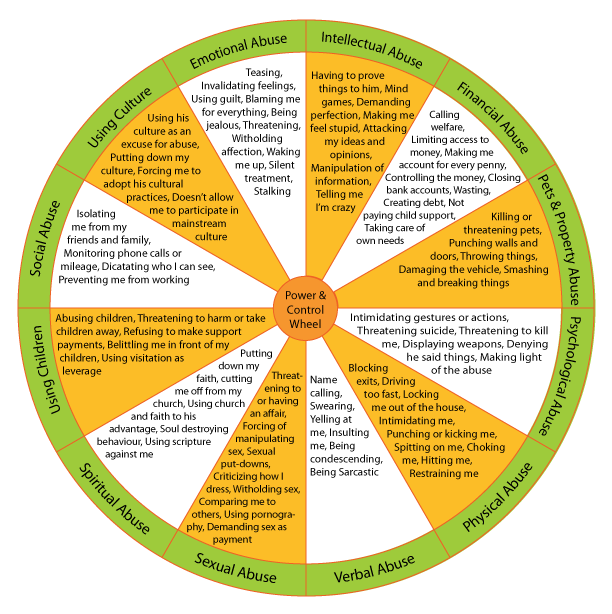 Power &
Control
Wheel
Emotional Abuse
Teasing,
Invalidating feelings,
Using guilt, Blaming me
for everything, Being
jealous, Threatening,
Witholding
affection, Waking
me up, Silent
treatment,
Stalking
Intellectual Abuse
Having to prove
things to him, Mind
games, Demanding
perfection, Making me
feel stupid, Attacking
my ideas and
opinions,
Manipulation of
information,
Telling me
I'm crazy
Financial Abuse
Calling
welfare,
Limiting access to
money, Making me
account for every penny,
Controlling the money, Closing
bank accounts, Wasting,
Creating debt, Not
paying child support,
Taking care of
own needs
Pets & Property Abuse
Killing or
threatening pets,
Punching walls and
doors, Throwing things,
Damaging the vehicle, Smashing
and breaking things
Psychological Abuse
Intimidating gestures or actions,
Threatening suicide, Threatening to kill
me, Displaying weapons, Denying
he said things, Making light
of the abuse
Physical Abuse
Blocking
exits, Driving
too fast, Locking
me out of the house,
Intimidating me,
Punching or kicking me,
Spitting on me, Choking
me, Hitting me,
Restraining me
Verbal Abuse
Name
calling,
Swearing,
Yelling at
me, Insulting
me, Being
condescending,
Being Sarcastic
Sexual Abuse
Threat-
ening to
or having
an affair,
Forcing of
manipulating
sex, Sexual
put-downs,
Criticizing how I
dress, Witholding sex,
Comparing me to
others, Using pornogra-
phy, Demanding sex as
payment
Spiritual Abuse
Putting
down my
faith, cutting
me off from my
church, Using church
and faith to his
advantage, Soul destroying
behaviour, Using scripture
against me
Using Children
Abusing children, Threatening to harm or take
children away, Refusing to make support
payments, Belittling me in front of my
children, Using visitation as
leverage
Social Abuse
Isolating
me from my
friends and family,
Monitoring phone calls or
mileage, Dicatating who I can see,
Preventing me from working
Using Culture
Using his
culture as an
excuse for abuse,
Putting down my
culture, Forcing me to
adopt his cultural
practices, Doesn't allow
me to participate in
mainstream
culture